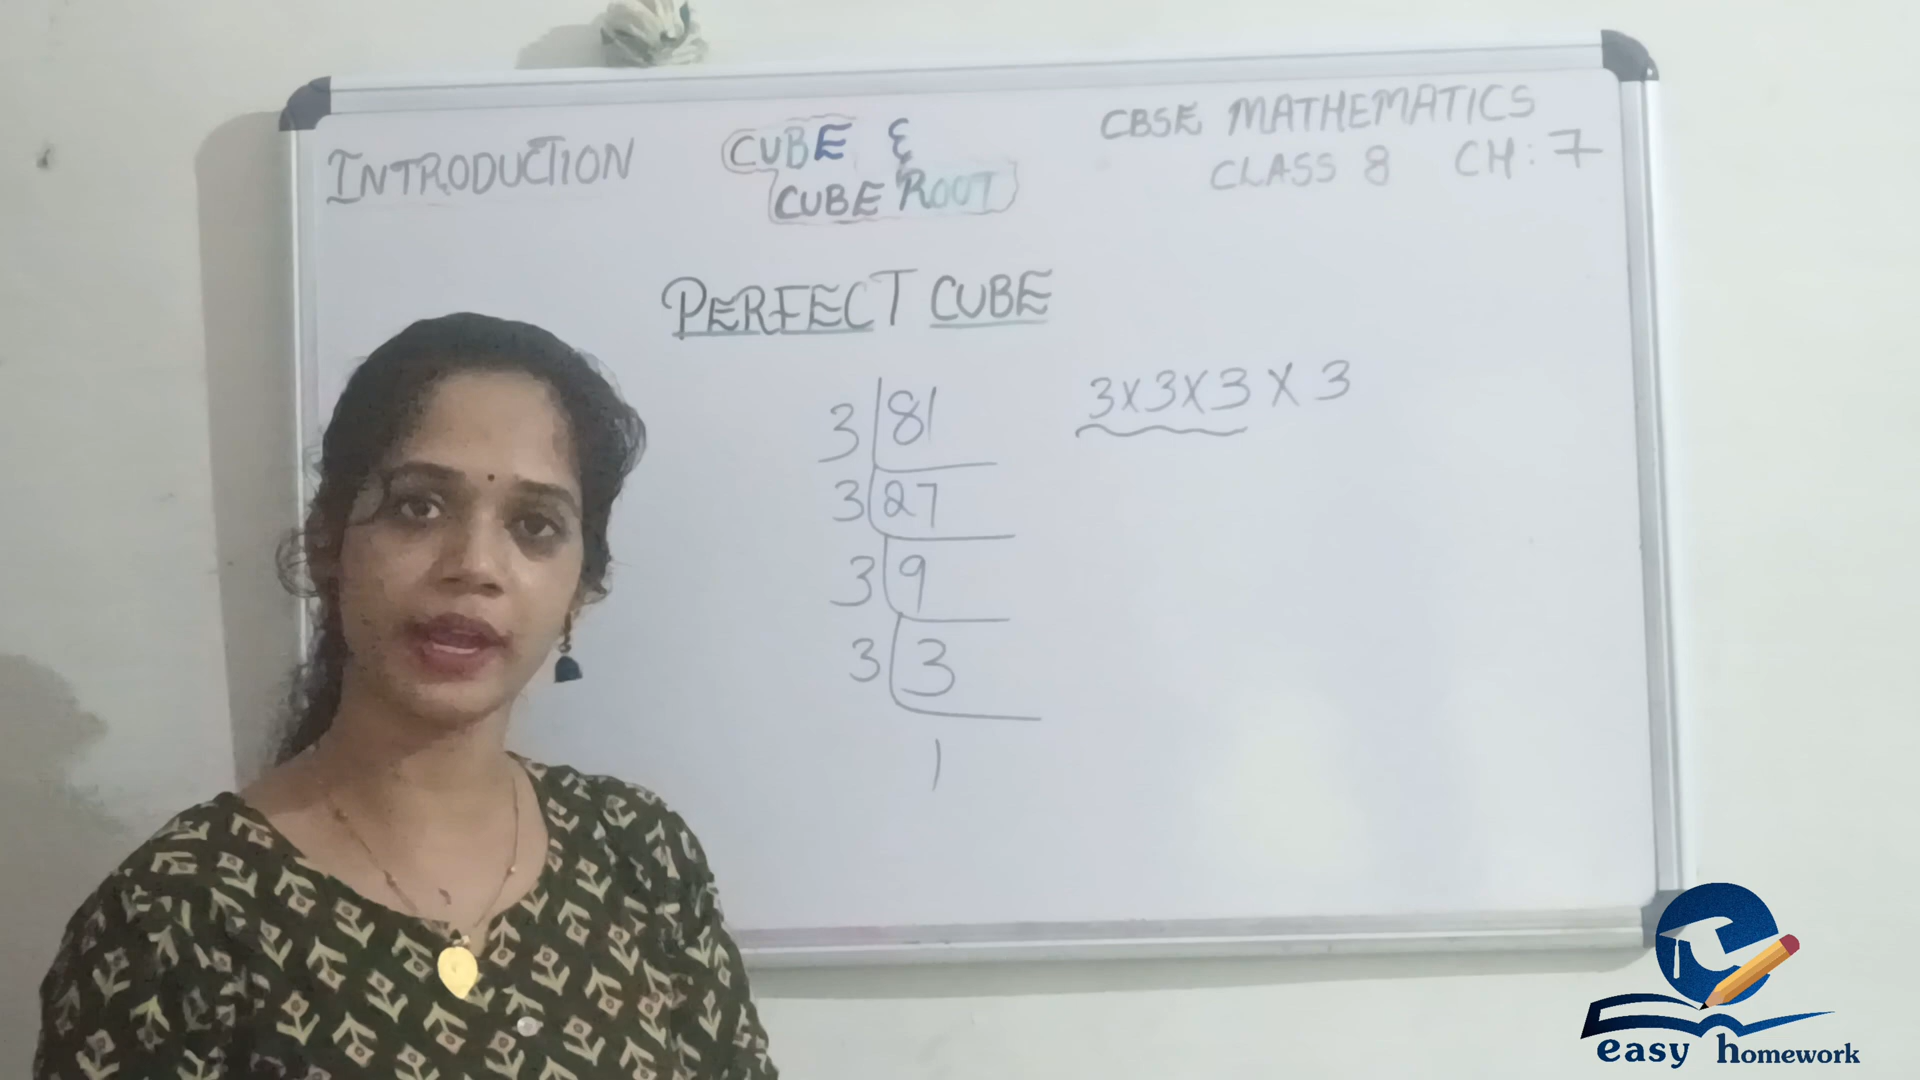 INTRODUCTION
CUBE &
CUBE ROOT
CBSE MATHEMATICS
CLASS 8 CH: 7
PERFECT CUBE
3 81
3 27
3 9
3 3
1
3x3x3 x 3
easy homework